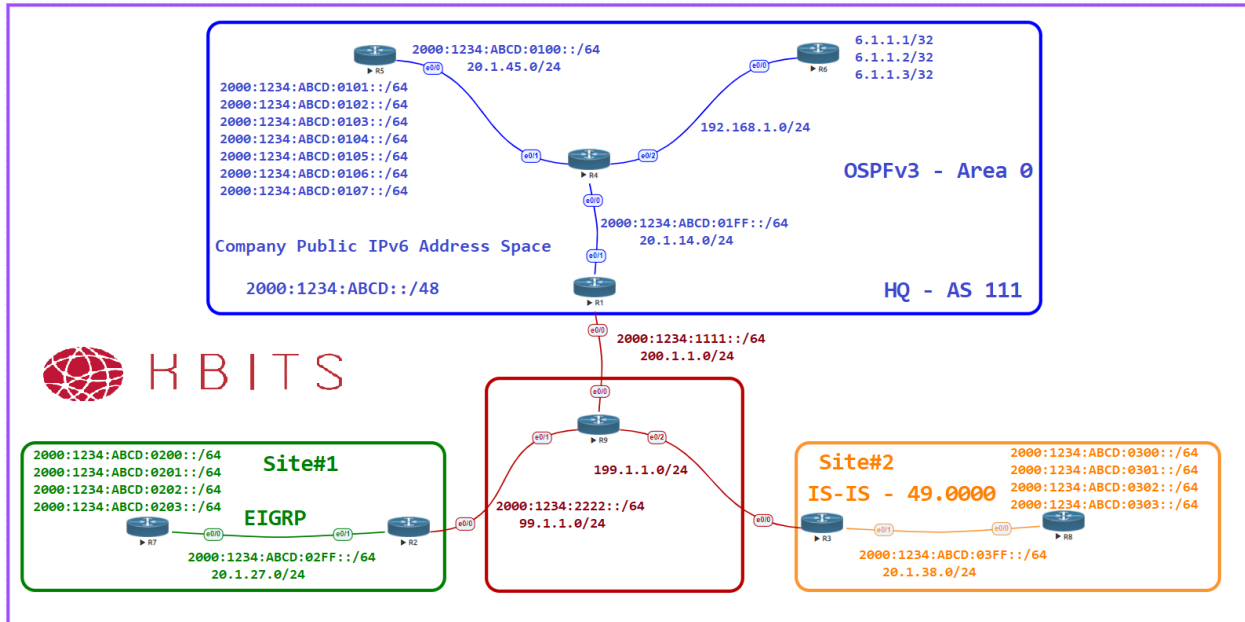 2000:1234:ABCD:0100::/64
20.1.45.0/24
e0/0
▶ R5
2000:1234:ABCD:0101::/64
2000:1234:ABCD:0102::/64
2000:1234:ABCD:0103::/64
2000:1234:ABCD:0104::/64
2000:1234:ABCD:0105::/64
2000:1234:ABCD:0106::/64
2000:1234:ABCD:0107::/64
6.1.1.1/32
6.1.1.2/32
6.1.1.3/32
e0/0
▶ R6
192.168.1.0/24
e0/1
e0/2
▶ R4
OSPFv3 - Area 0
e0/0
2000:1234:ABCD:01FF::/64
20.1.14.0/24
Company Public IPv6 Address Space
2000:1234:ABCD::/48
e0/1
▶ R1
HQ - AS 111
e0/0
2000:1234:1111::/64
200.1.1.0/24
KBITS
e0/0
▶ R9
e0/1
e0/2
199.1.1.0/24
2000:1234:2222::/64
99.1.1.0/24
2000:1234:ABCD:0200::/64
2000:1234:ABCD:0201::/64
2000:1234:ABCD:0202::/64
2000:1234:ABCD:0203::/64
Site#1
EIGRP
▶ R7
e0/0
e0/1
▶ R2
e0/0
2000:1234:ABCD:02FF::/64
20.1.27.0/24
Site#2
IS-IS - 49.0000
2000:1234:ABCD:0300::/64
2000:1234:ABCD:0301::/64
2000:1234:ABCD:0302::/64
2000:1234:ABCD:0303::/64
e0/0
▶ R3
e0/1
e0/0
▶ R8
2000:1234:ABCD:03FF::/64
20.1.38.0/24